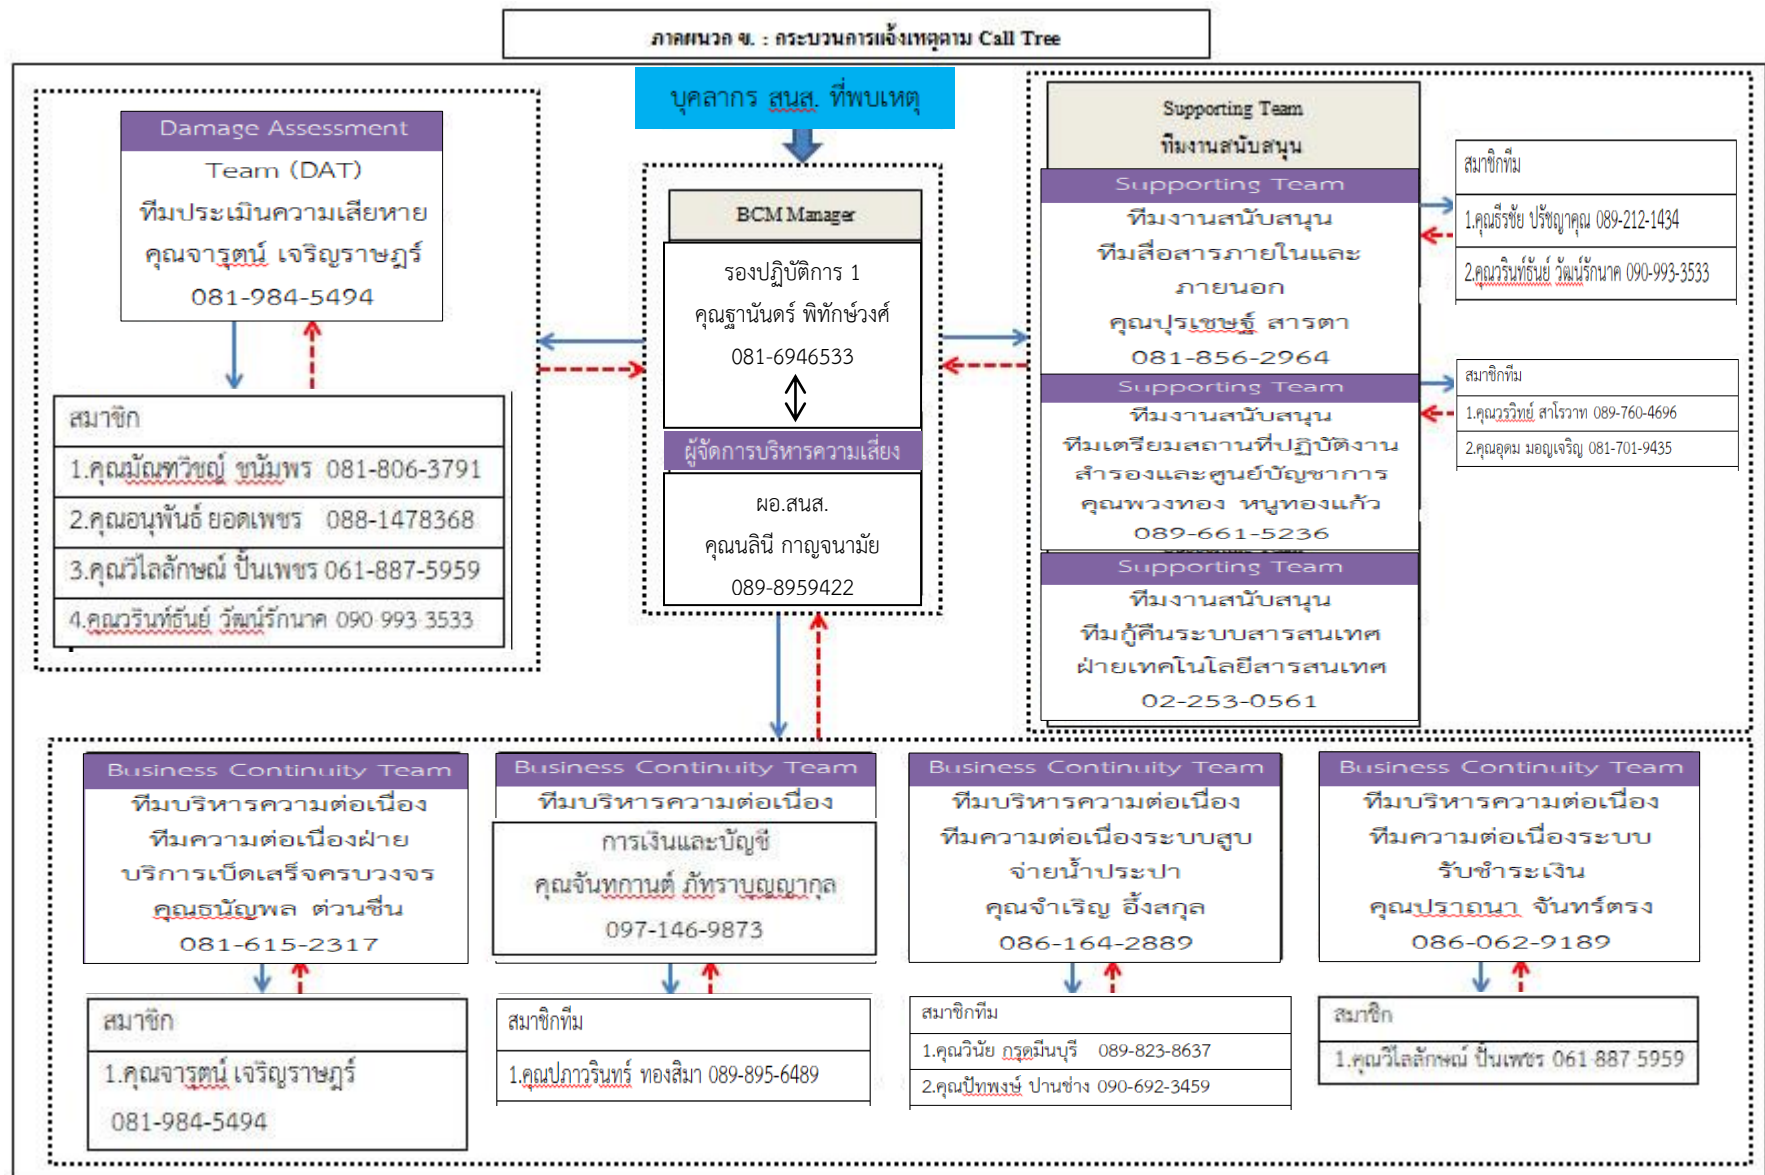 ภาคผนวก ข. : กระบวนการแจ้งเหตุตาม Call Tree
บุคลากร สนส. ที่พบเหตุ
Damage Assessment
Team (DAT)
ทีมประเมินความเสียหาย
คุณจารุตน์ เจริญราษฎร์
081-984-5494
สมาชิก
1.คุณมัณฑวิชญ์ ชนัมพร 081-806-3791
2.คุณอนุพันธ์ ยอดเพชร 088-1478368
3.คุณวิไลลักษณ์ ปั้นเพชร 061-887-5959
4.คุณวรินท์ธันย์ วัฒน์รักนาค 090-993-3533
BCM Manager
รองปฏิบัติการ 1
คุณฐานันดร์ พิทักษ์วงศ์
081-6946533
ผู้จัดการบริหารความเสี่ยง
ผอ.สนส.
คุณนลินี กาญจนามัย
089-8959422
Supporting Team
ทีมงานสนับสนุน
Supporting Team
ทีมงานสนับสนุน
ทีมสื่อสารภายในและ
ภายนอก
คุณปุรเชษฐ์ สารตา
081-856-2964
สมาชิกทีม
1.คุณธีรชัย ปรัชญาคุณ 089-212-1434
2.คุณวรินท์ธันย์ วัฒน์รักนาค 090-993-3533
Supporting Team
ทีมงานสนับสนุน
ทีมเตรียมสถานที่ปฏิบัติงาน
สำรองและศูนย์บัญชาการ
คุณพวงทอง หนูทองแก้ว
089-661-5236
สมาชิกทีม
1.คุณวรวิทย์ สาโรวาท 089-760-4696
2.คุณอุดม มอญเจริญ 081-701-9435
Supporting Team
ทีมงานสนับสนุน
ทีมกู้คืนระบบสารสนเทศ
ฝ่ายเทคโนโลยีสารสนเทศ
02-253-0561
Business Continuity Team
ทีมบริหารความต่อเนื่อง
ทีมความต่อเนื่องฝ่าย
บริการเบ็ดเสร็จครบวงจร
คุณธนัญพล ต่วนชื่น
081-615-2317
สมาชิก
1.คุณจารุตน์ เจริญราษฎร์
081-984-5494
Business Continuity Team
ทีมบริหารความต่อเนื่อง
การเงินและบัญชี
คุณจันทกานต์ ภัทราบุญญากุล
097-146-9873
สมาชิกทีม
1.คุณปภาวรินทร์ ทองสิมา 089-895-6489
Business Continuity Team
ทีมบริหารความต่อเนื่อง
ทีมความต่อเนื่องระบบสูบ
จ่ายน้ำประปา
คุณจำเริญ อึ้งสกุล
086-164-2889
สมาชิกทีม
1.คุณวินัย กรุดมีนบุรี 089-823-8637
2.คุณปัทพงษ์ ปานช่าง 090-692-3459
Business Continuity Team
ทีมบริหารความต่อเนื่อง
ทีมความต่อเนื่องระบบ
รับชำระเงิน
คุณปราถนา จันทร์ตรง
086-062-9189
สมาชิก
1.คุณวิไลลักษณ์ ปั้นเพชร 061-887-5959